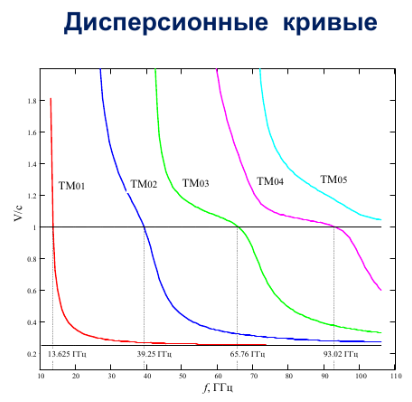 Дисперсионные кривые
V/c
1.8
1.6
1.4
1.2
1
0.8
0.6
0.4
0.2
TM01
TM02
TM03
TM04
TM05
13.625 ГГц
39.25 ГГц
65.76 ГГц
93.02 ГГц
10 20 30 40 50 60 70 80 90 100 110
f, ГГц